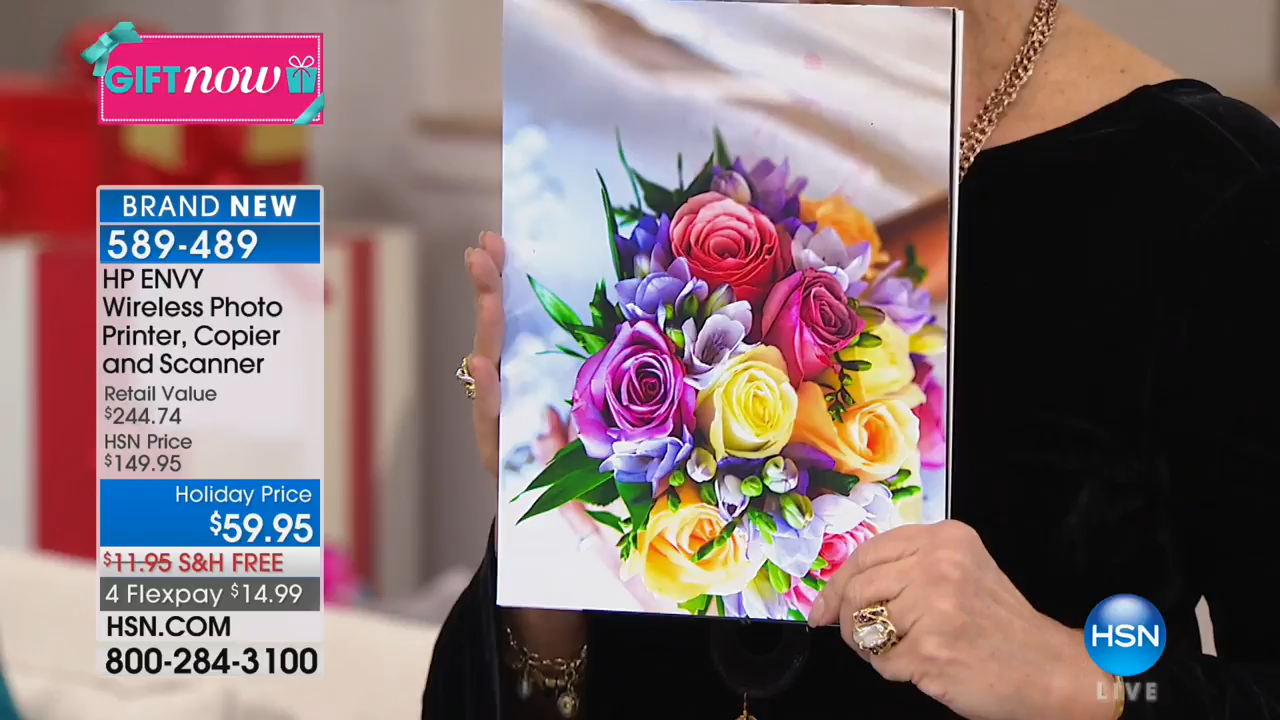 GIFT now
BRAND NEW
589-489
HP ENVY
Wireless Photo
Printer, Copier
and Scanner
Retail Value
$244.74
HSN Price
$149.95
Holiday Price
$59.95
$11.95 S&H FREE
4 Flexpay $14.99
HSN.COM
800-284-3100
HSN
LIVE